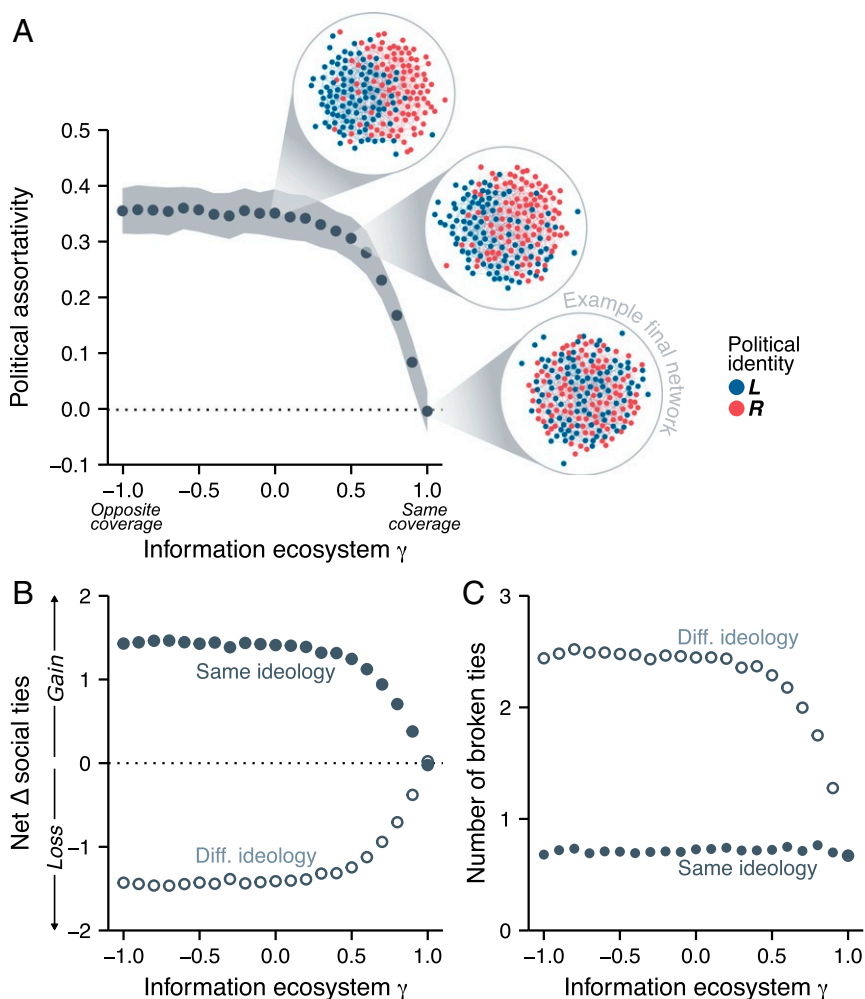 A
Political assortativity
0.5
0.4
0.3
0.2
0.1
0.0
−0.1
−1.0
−0.5
0.0
0.5
1.0
Opposite
coverage
Same
coverage
Information ecosystem γ
Example final network
Political
identity
L
R
B
Net Δ social ties
Gain
Loss
2
1
0
−1
−2
Same ideology
Diff. ideology
−1.0
−0.5
0.0
0.5
1.0
Information ecosystem γ
C
Number of broken ties
3
2
1
0
Diff. ideology
Same ideology
−1.0
−0.5
0.0
0.5
1.0
Information ecosystem γ